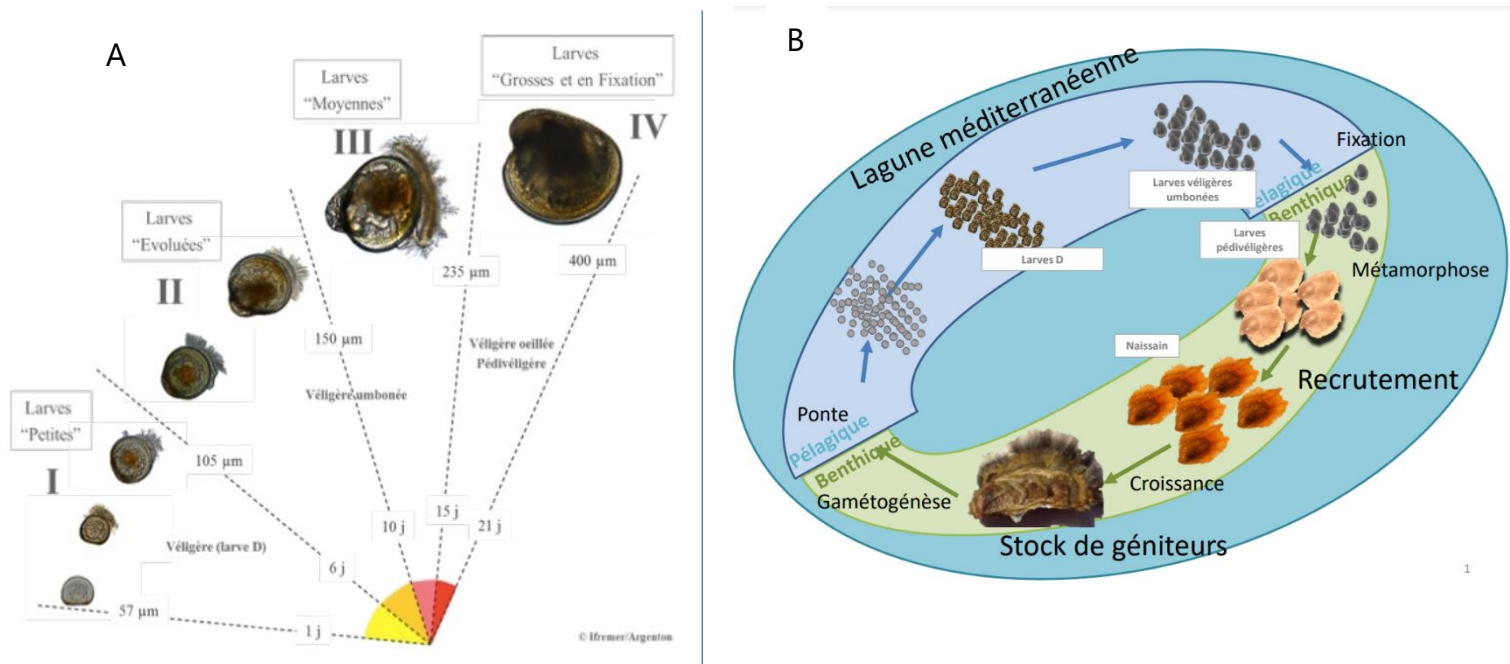 A
Larves
“Petites”
I
Larves
“Evoluées”
II
Larves
“Moyennes”
III
Larves
“Grosses et en Fixation”
IV
57 µm
105 µm
150 µm
235 µm
400 µm
Véligère (larve D)
Véligère umbonée
Véligère oeillée
Pédivéligère
1 j
6 j
10 j
15 j
21 j
© Ifremer/Argenton
B
Lagune méditerranéenne
Ponte
Pélagique
Benthique
Larves D
Larves véligères
umbonées
Fixation
Pélagique
Benthique
Larves
pédivéligères
Métamorphose
Naissain
Recrutement
Croissance
Gamétogénèse
Stock de géniteurs
1